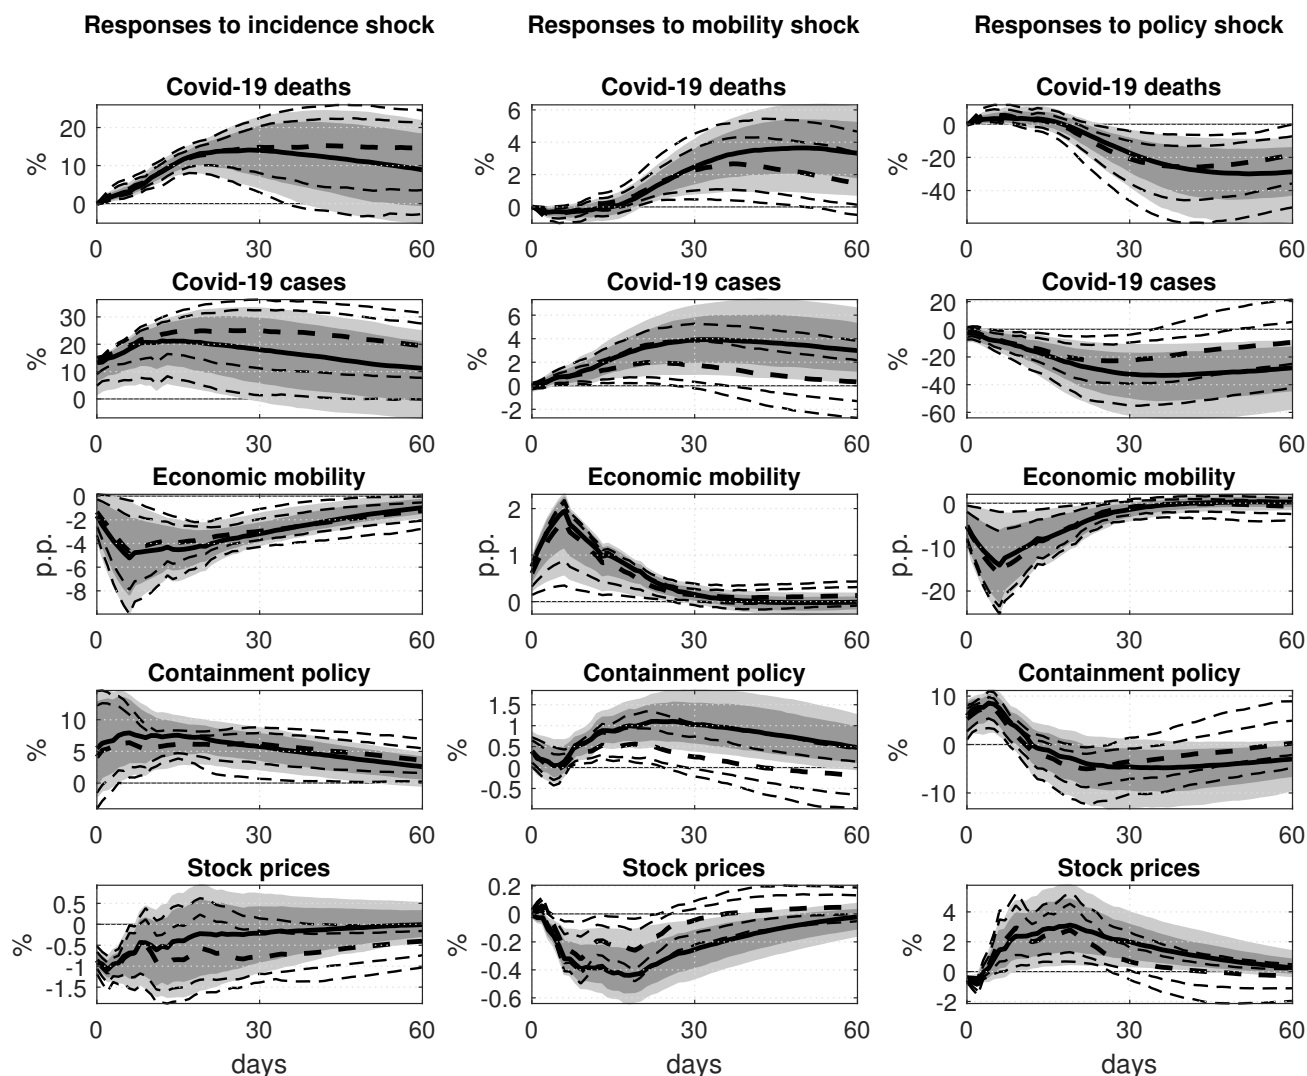 Responses to incidence shock Responses to mobility shock Responses to policy shock
Covid-19 deaths Covid-19 deaths Covid-19 deaths
% 20 10 0 % 6 4 2 0 % 0 -20 -40
0 30 60 0 30 60 0 30 60
Covid-19 cases Covid-19 cases Covid-19 cases
% 30 20 10 0 % 6 4 2 0 -2 % 20 0 -20 -40 -60
0 30 60 0 30 60 0 30 60
Economic mobility Economic mobility Economic mobility
p.p. 0 -2 -4 -6 -8 p.p. 2 1 0 p.p. 0 -10 -20
0 30 60 0 30 60 0 30 60
Containment policy Containment policy Containment policy
% 10 5 0 % 1.5 1 0.5 0 -0.5 % 10 0 -10
0 30 60 0 30 60 0 30 60
Stock prices Stock prices Stock prices
% 0.5 0 -0.5 -1 -1.5 % 0.2 0 -0.2 -0.4 -0.6 % 4 2 0 -2
0 30 60 0 30 60 0 30 60
days days days